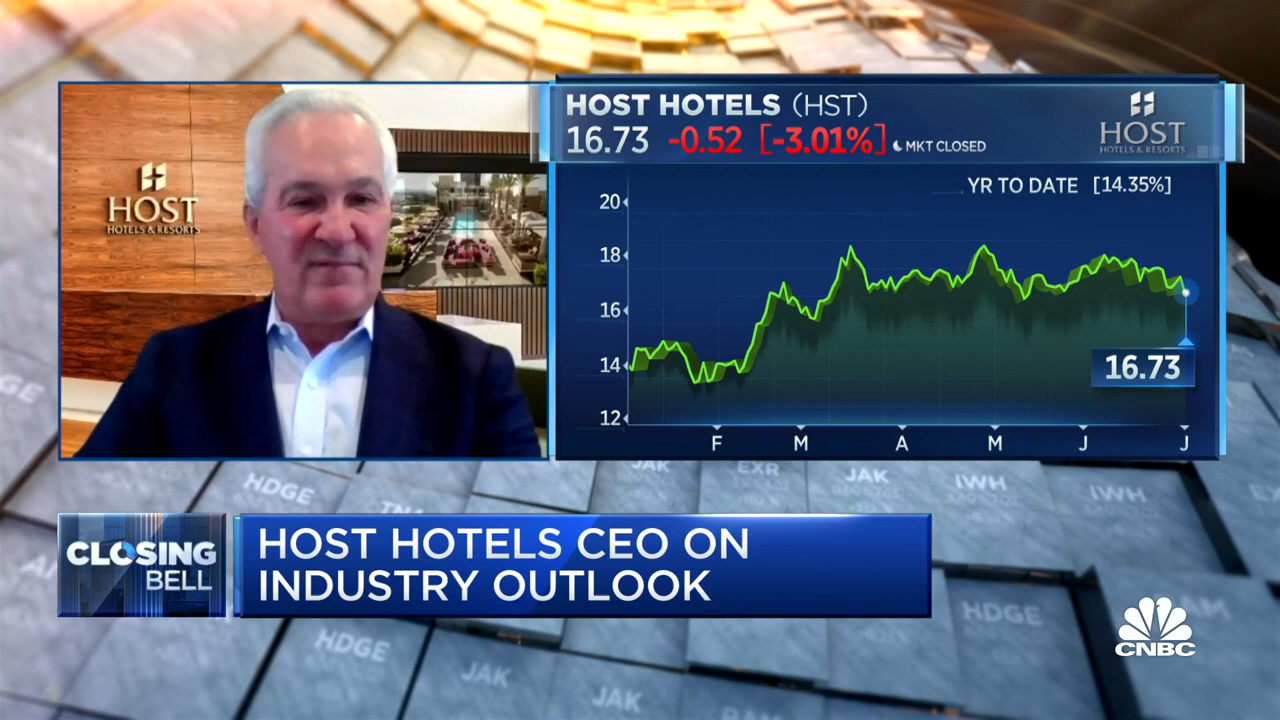 HOST
HOTELS & RESORTS
HOST HOTELS (HST)
16.73 -0.52 [-3.01%] MKT CLOSED
HOST
HOTELS & RESORTS
YR TO DATE [14.35%]
20
18
16
14
12
16.73
F M A M J J
JAK EXR JAK IWH IWH
HDGE
CLOSING
BELL
HOST HOTELS CEO ON
INDUSTRY OUTLOOK
HDGE
HDGE
JAK
JAK
CNBC